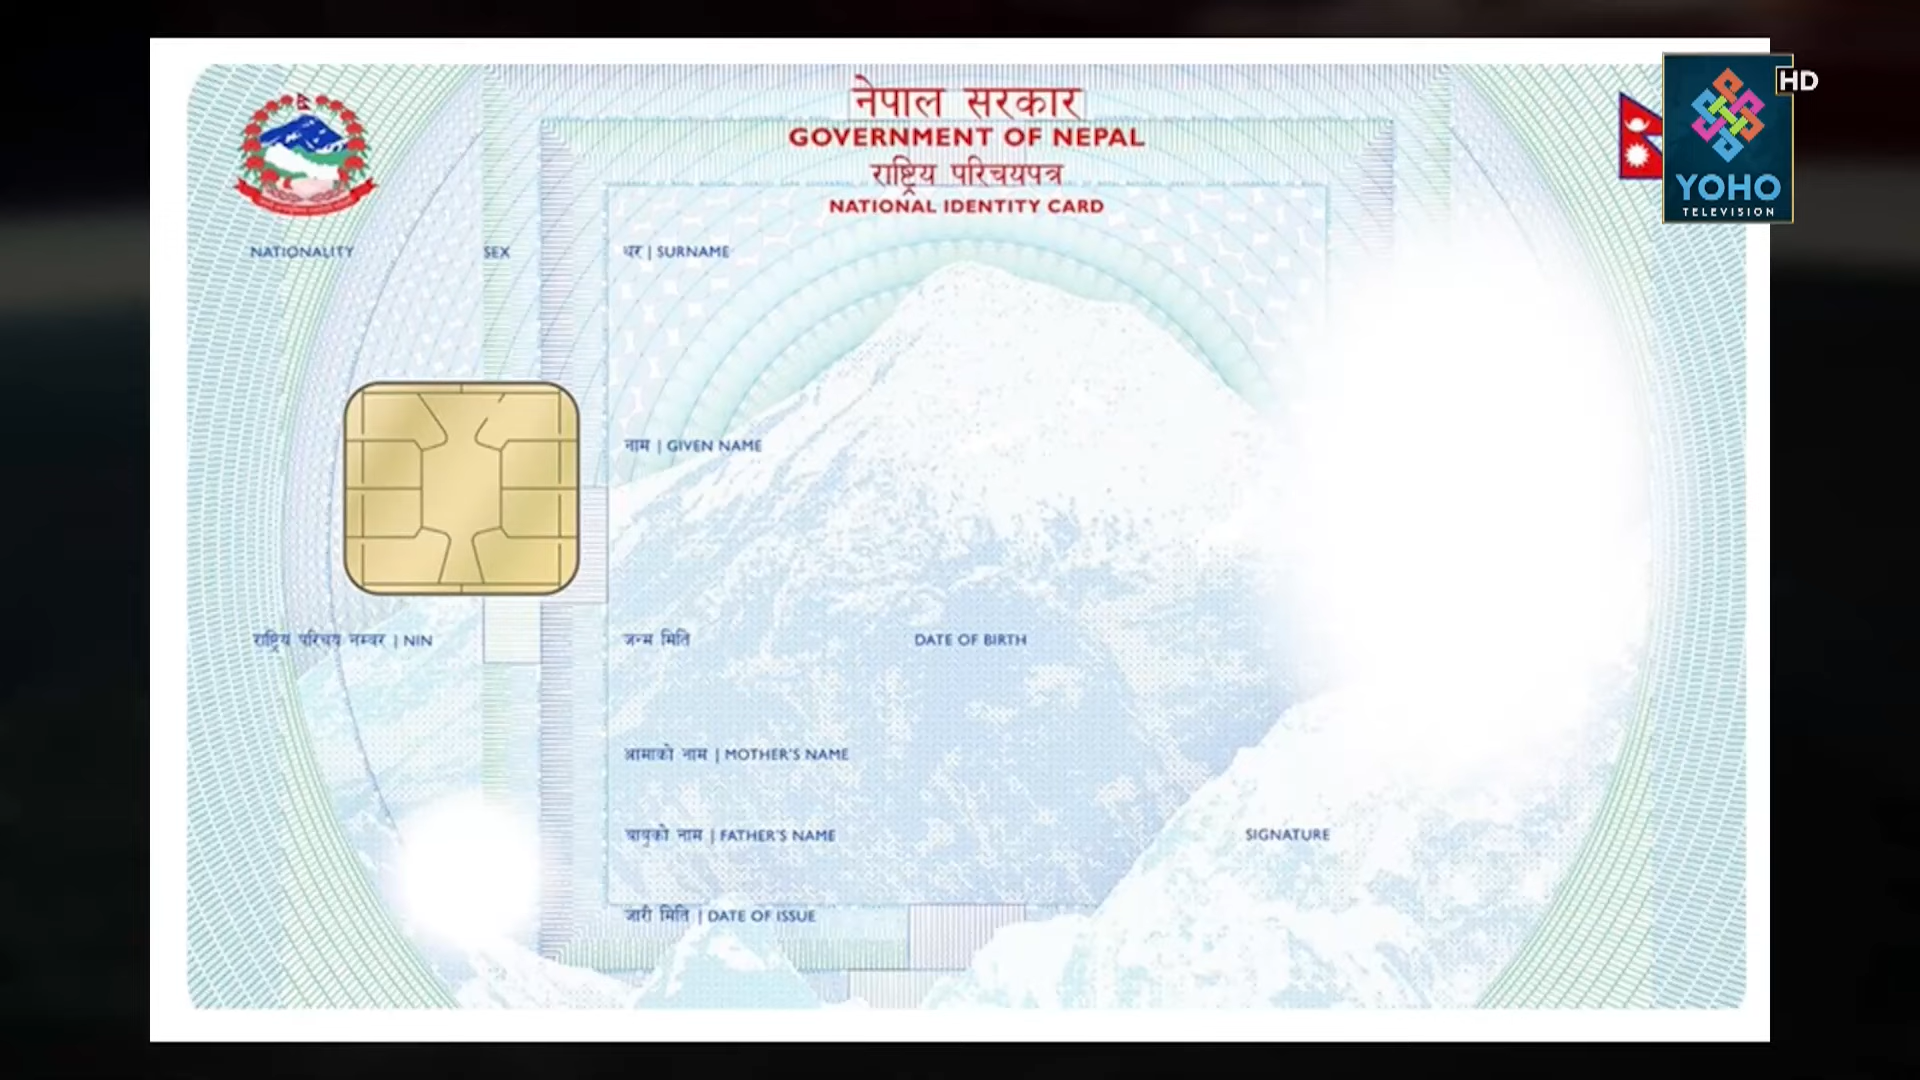 नेपाल सरकार
GOVERNMENT OF NEPAL
राष्ट्रिय परिचयपत्र
NATIONAL IDENTITY CARD
HD
YOHO
TELEVISION
NATIONALITY SEX थर | SURNAME
नाम | GIVEN NAME
राष्ट्रिय परिचय नम्बर | NIN जन्म मिति DATE OF BIRTH
आमाको नाम | MOTHER'S NAME
बाबुको नाम | FATHER'S NAME SIGNATURE
जारी मिति | DATE OF ISSUE